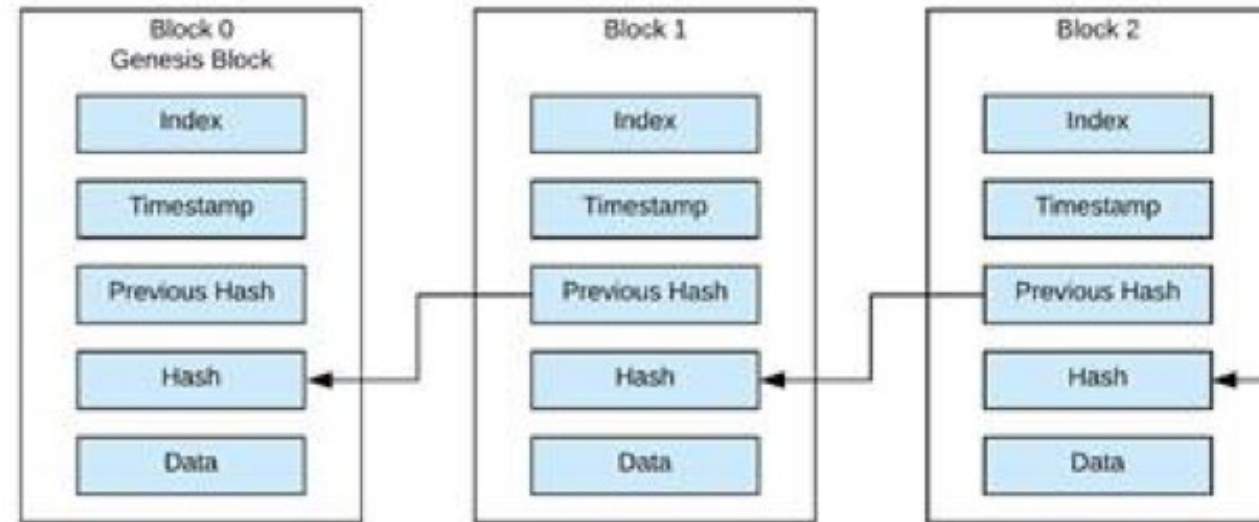 Block 0
Genesis Block
Index
Timestamp
Previous Hash
Hash
Data
Block 1
Index
Timestamp
Previous Hash
Hash
Data
Block 2
Index
Timestamp
Previous Hash
Hash
Data